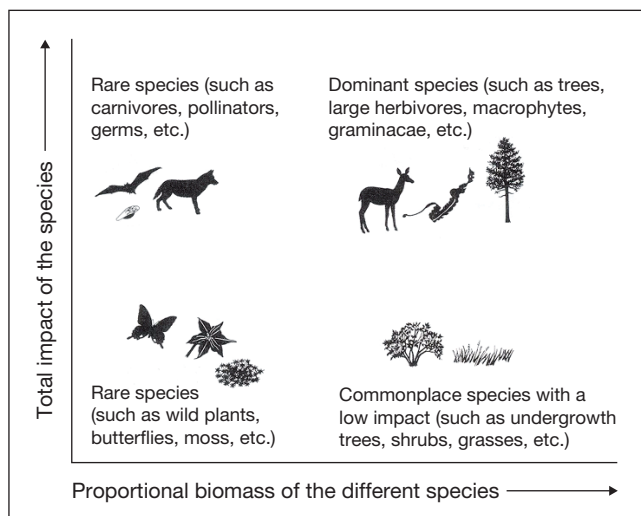 Rare species (such as
carnivores, pollinators,
germs, etc.)
Dominant species (such as trees,
large herbivores, macrophytes,
graminacae, etc.)
Rare species
(such as wild plants,
butterflies, moss, etc.)
Commonplace species with a
low impact (such as undergrowth
trees, shrubs, grasses, etc.)
Total impact of the species
Proportional biomass of the different species